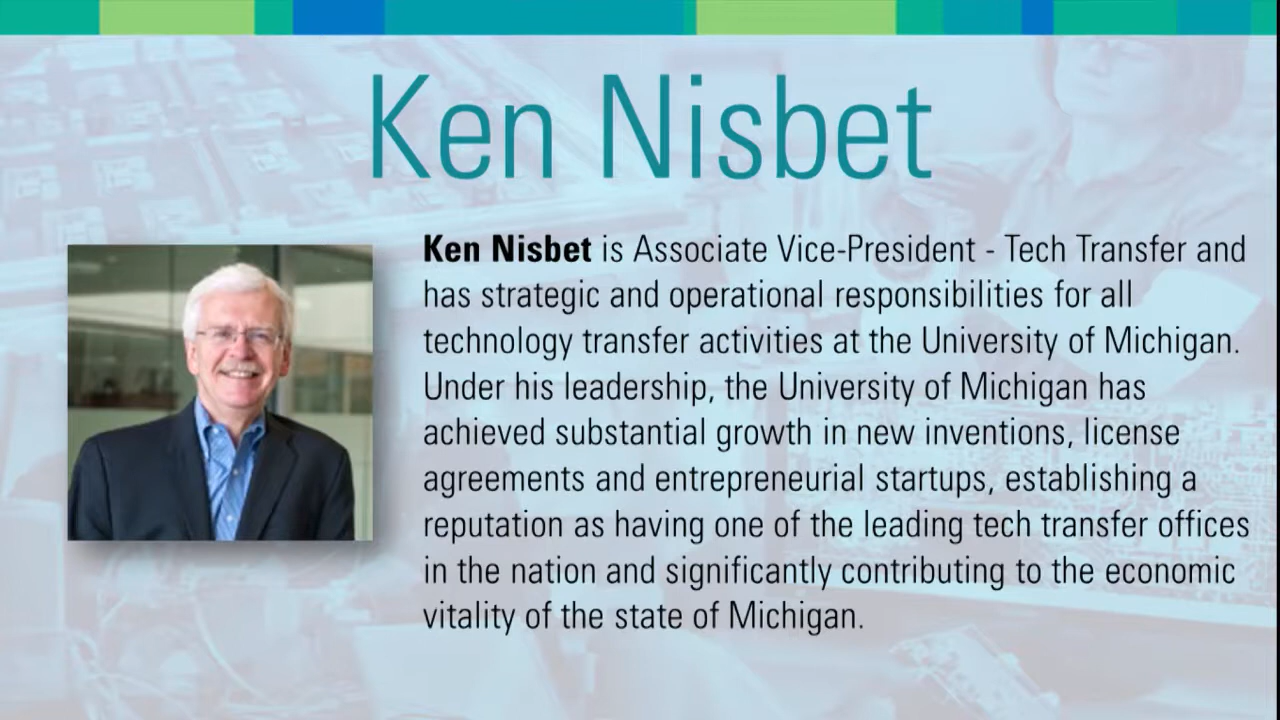 Ken Nisbet
Ken Nisbet is Associate Vice-President - Tech Transfer and
has strategic and operational responsibilities for all
technology transfer activities at the University of Michigan.
Under his leadership, the University of Michigan has
achieved substantial growth in new inventions, license
agreements and entrepreneurial startups, establishing a
reputation as having one of the leading tech transfer offices
in the nation and significantly contributing to the economic
vitality of the state of Michigan.